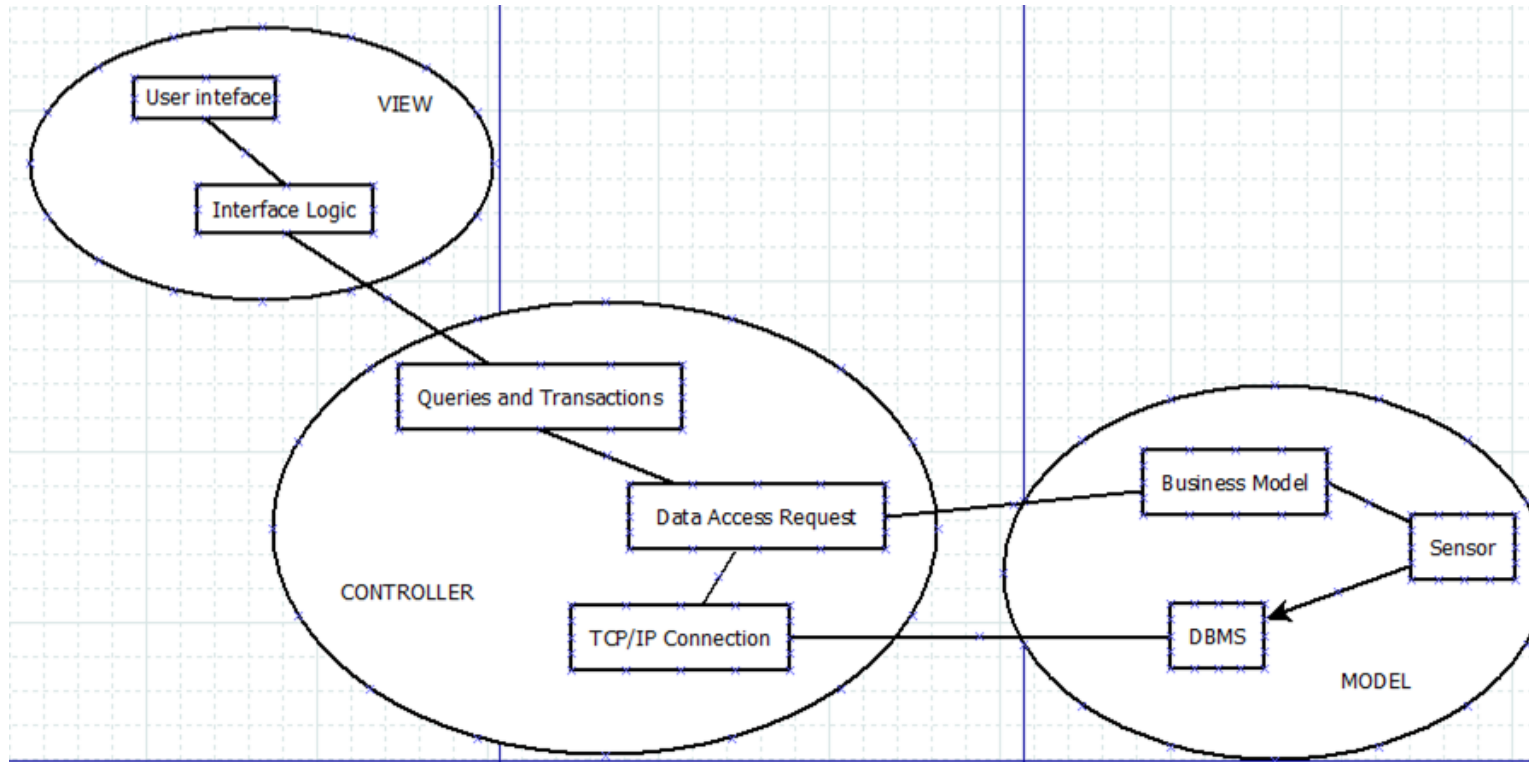 User inteface
VIEW
Interface Logic
Queries and Transactions
Data Access Request
Business Model
Sensor
CONTROLLER
TCP/IP Connection
DBMS
MODEL